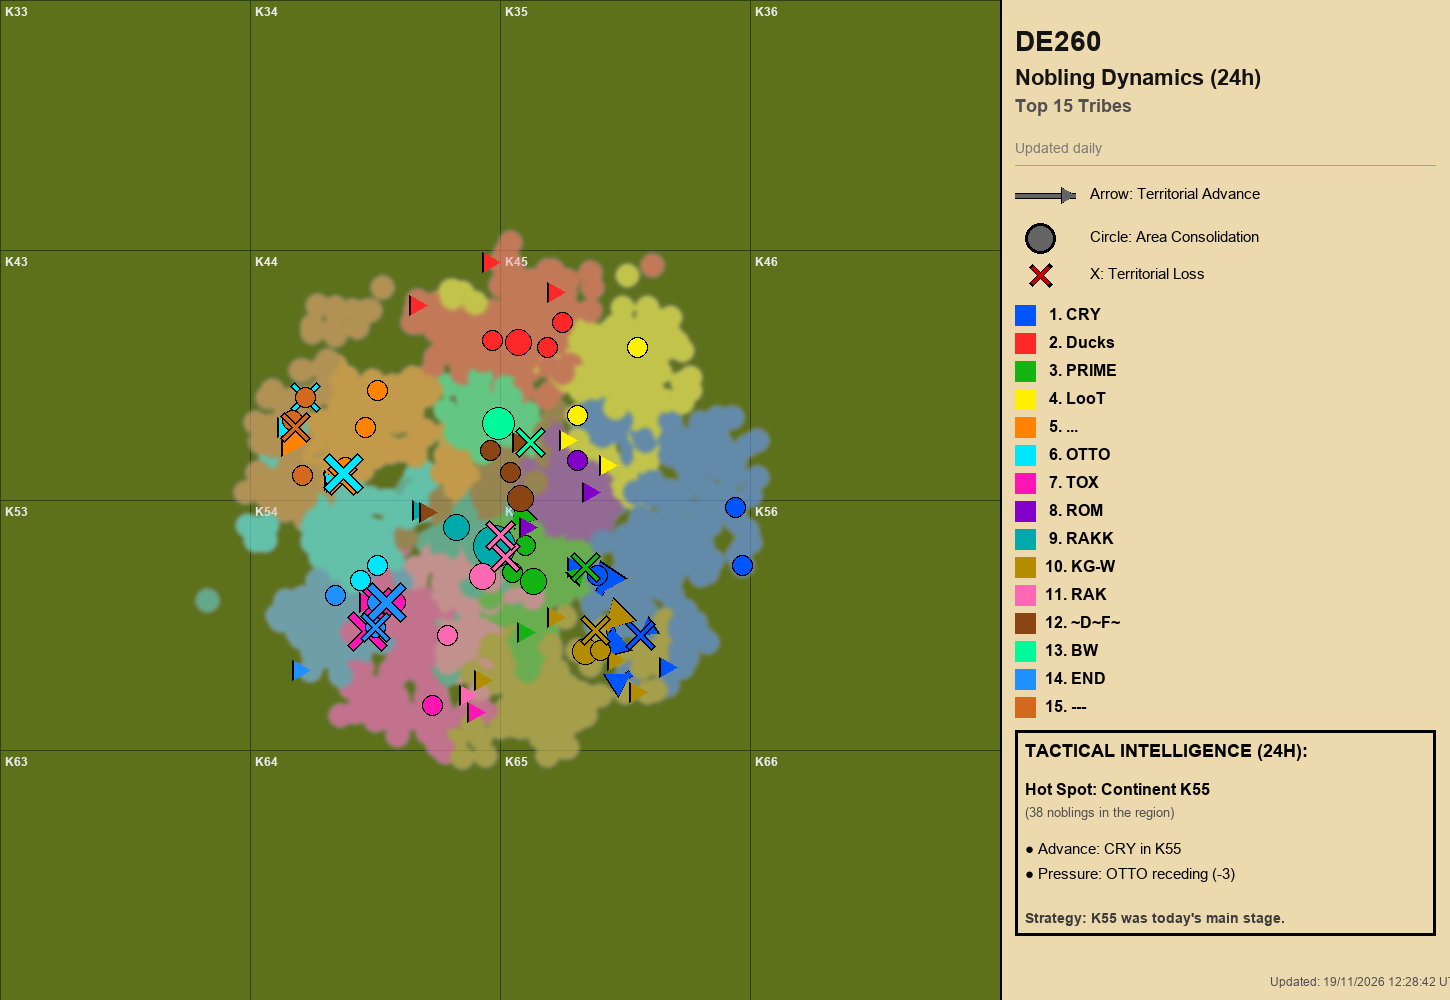 K33
K34
K35
K36
K43
K44
K45
K46
K53
K54
K56
K63
K64
K65
K66
DE260
Nobling Dynamics (24h)
Top 15 Tribes
Updated daily
Arrow: Territorial Advance
Circle: Area Consolidation
X: Territorial Loss
1. CRY
2. Ducks
3. PRIME
4. LooT
5. ...
6. OTTO
7. TOX
8. ROM
9. RAKK
10. KG-W
11. RAK
12. ~D~F~
13. BW
14. END
15. ---
TACTICAL INTELLIGENCE (24H):
Hot Spot: Continent K55
(38 noblings in the region)
● Advance: CRY in K55
● Pressure: OTTO receding (-3)
Strategy: K55 was today's main stage.
Updated: 19/11/2026 12:28:42 U